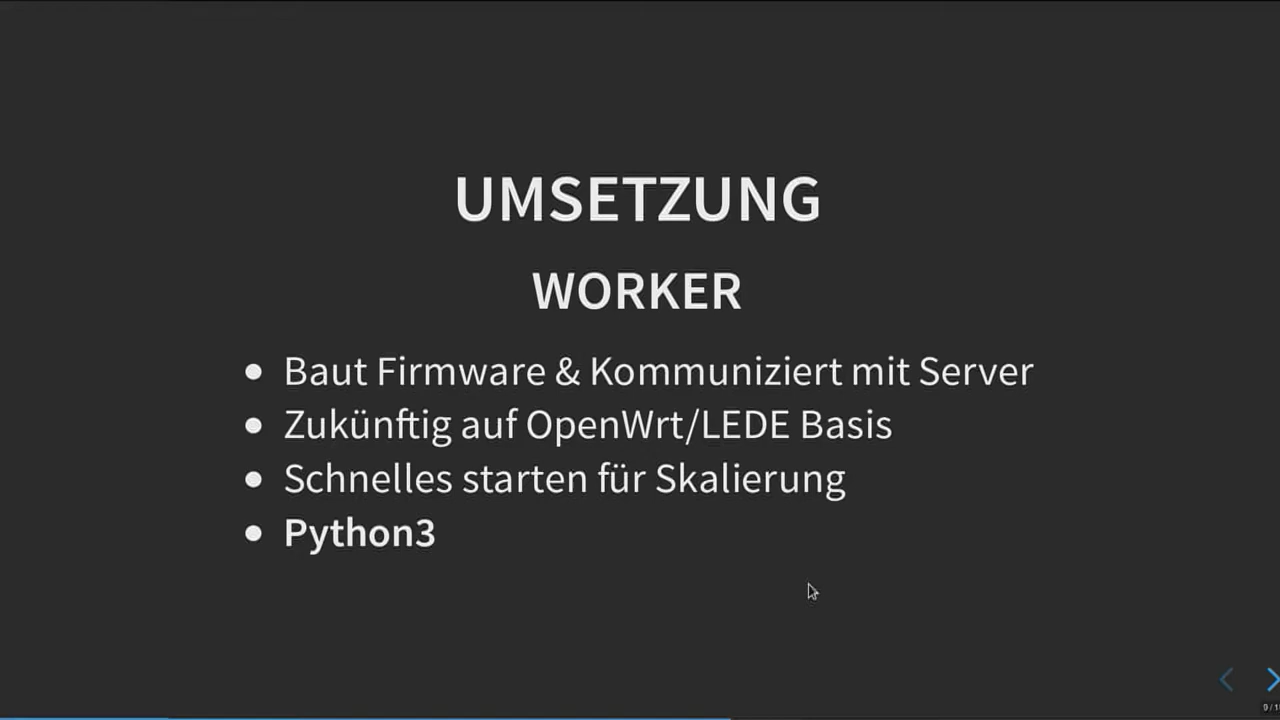 UMSETZUNG
WORKER
• Baut Firmware & Kommuniziert mit Server
• Zukünftig auf OpenWrt/LEDE Basis
• Schnelles starten für Skalierung
• Python3